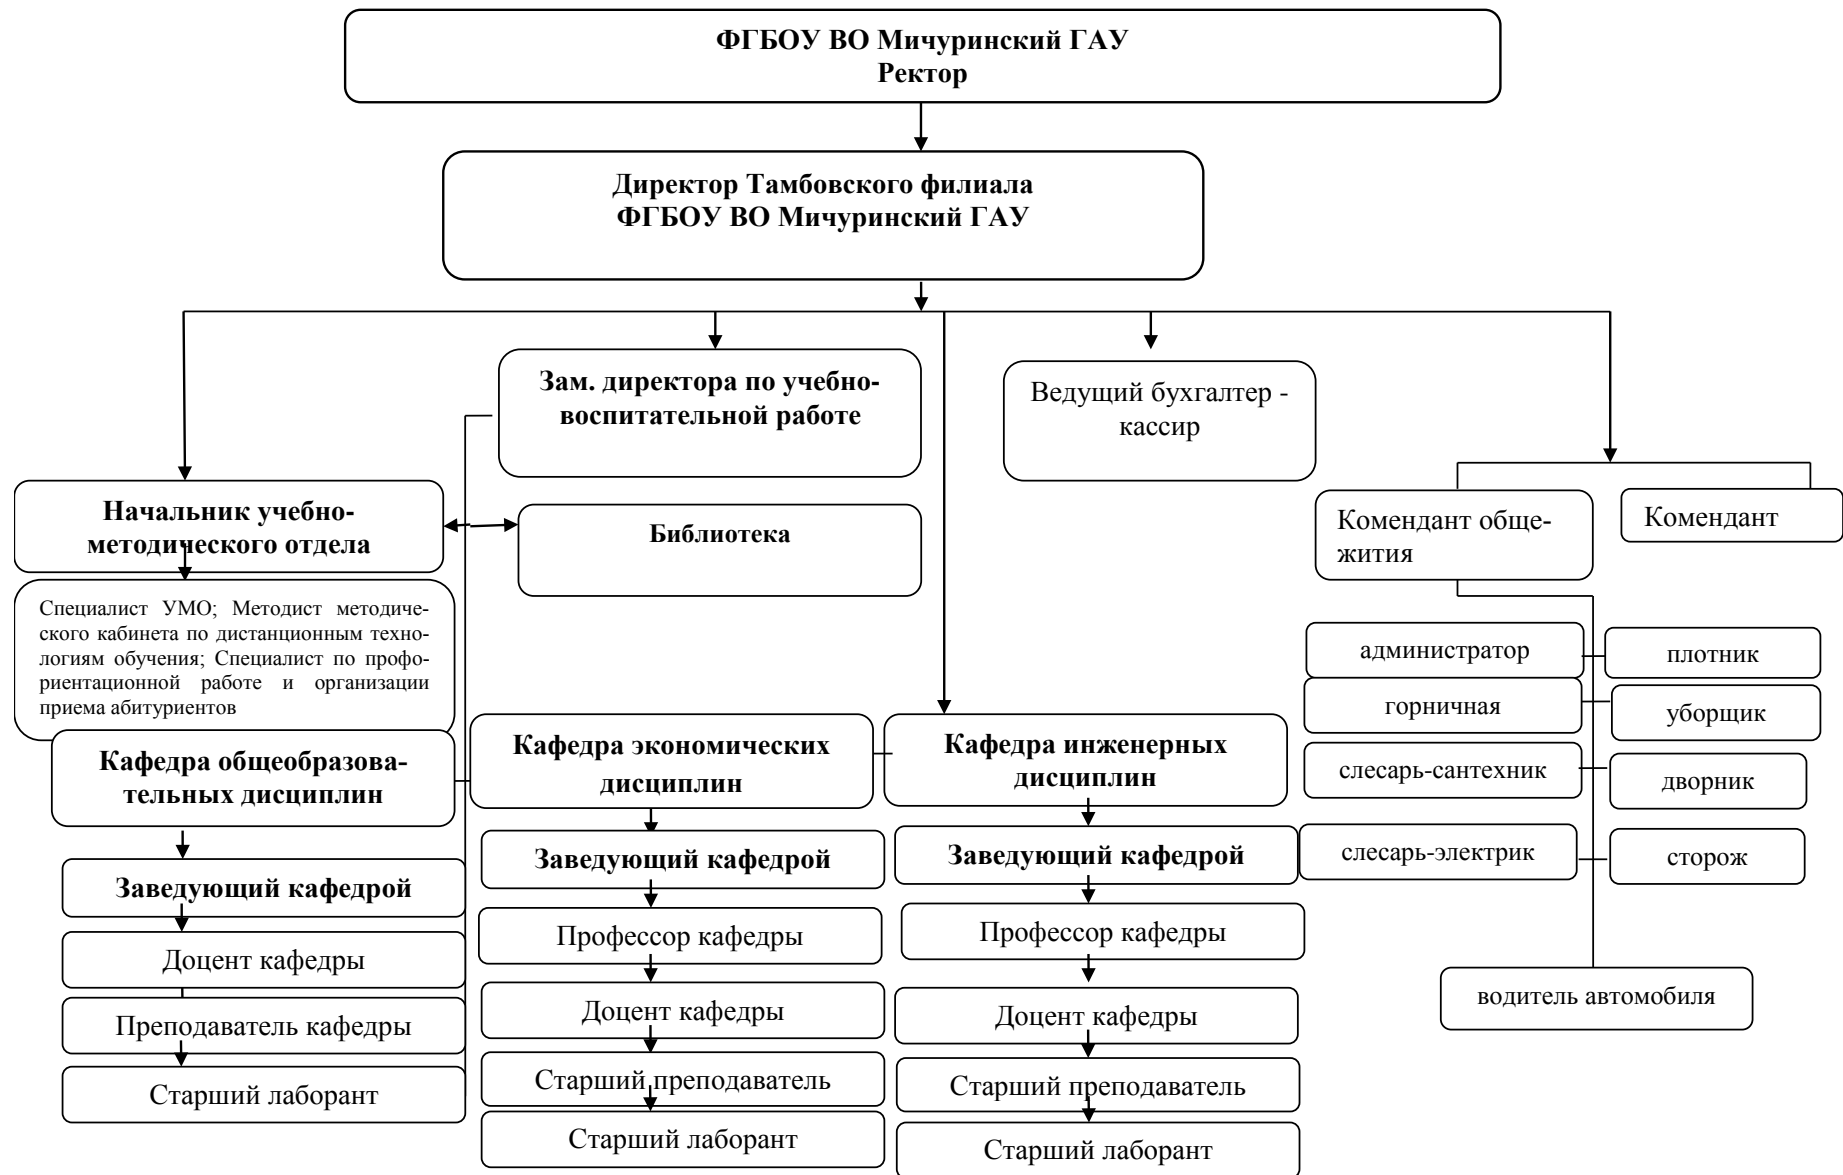 ФГБОУ ВО Мичуринский ГАУ
Ректор
Директор Тамбовского филиала
ФГБОУ ВО Мичуринский ГАУ
Зам. директора по учебно-
воспитательной работе
Ведущий бухгалтер -
кассир
Начальник учебно-
методического отдела
Библиотека
Комендант обще-
жития
Комендант
Специалист УМО; Методист методиче-
ского кабинета по дистанционным техно-
логиям обучения; Специалист по профо-
риентационной работе и организации
приема абитуриентов
администратор
плотник
горничная
уборщик
слесарь-сантехник
дворник
слесарь-электрик
сторож
водитель автомобиля
Кафедра общеобразова-
тельных дисциплин
Заведующий кафедрой
Доцент кафедры
Преподаватель кафедры
Старший лаборант
Кафедра экономических
дисциплин
Заведующий кафедрой
Профессор кафедры
Доцент кафедры
Старший преподаватель
Старший лаборант
Кафедра инженерных
дисциплин
Заведующий кафедрой
Профессор кафедры
Доцент кафедры
Старший преподаватель
Старший лаборант